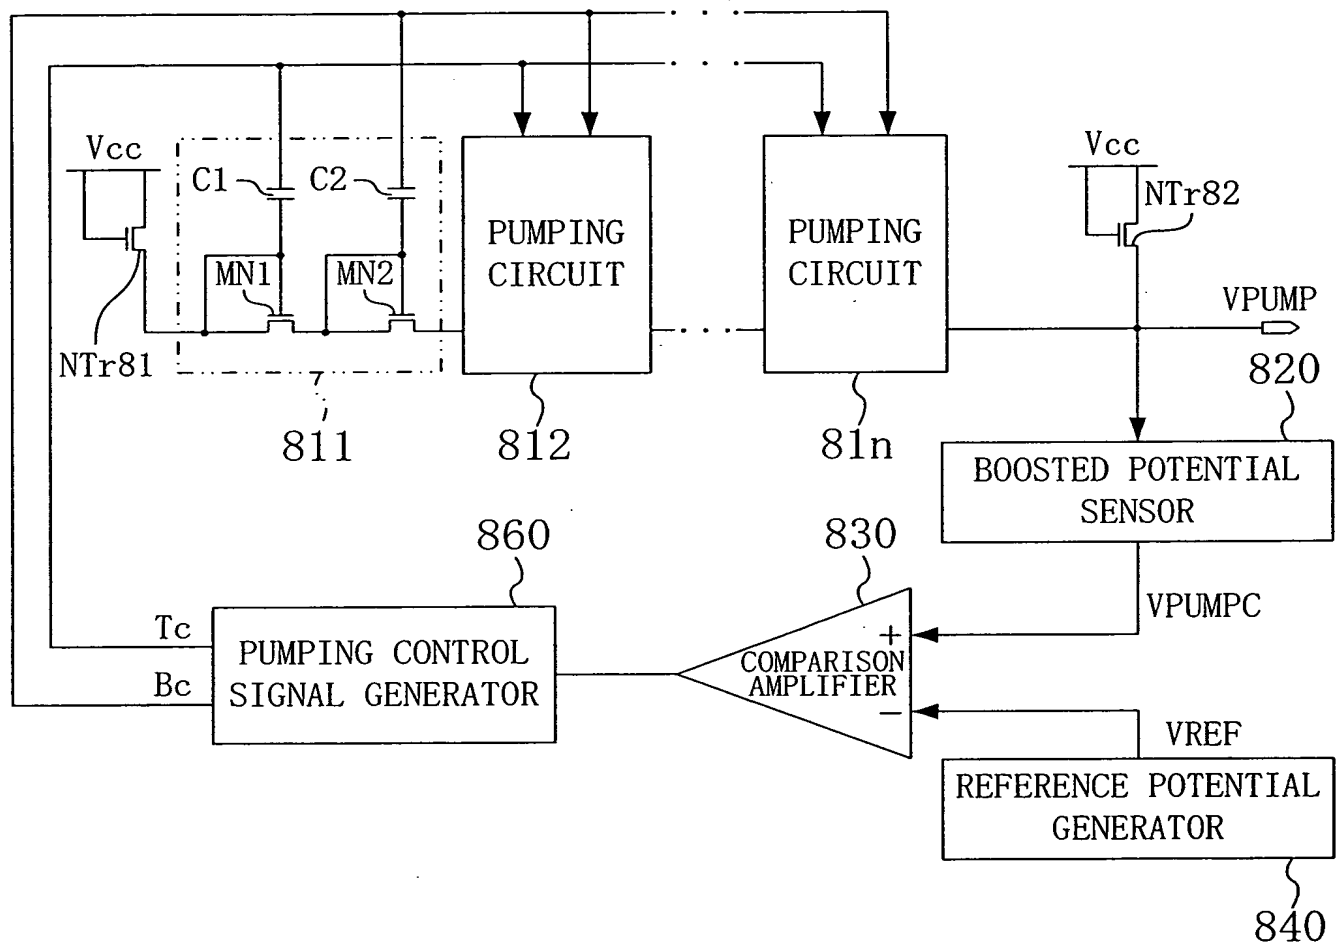 Vcc
C1
C2
MN1
MN2
NTr81
811
PUMPING
CIRCUIT
812
PUMPING
CIRCUIT
81n
Vcc
NTr82
VPUMP
820
BOOSTED POTENTIAL
SENSOR
VPUMPC
830
+
COMPARISON
AMPLIFIER
−
VREF
REFERENCE POTENTIAL
GENERATOR
840
860
PUMPING CONTROL
SIGNAL GENERATOR
Tc
Bc